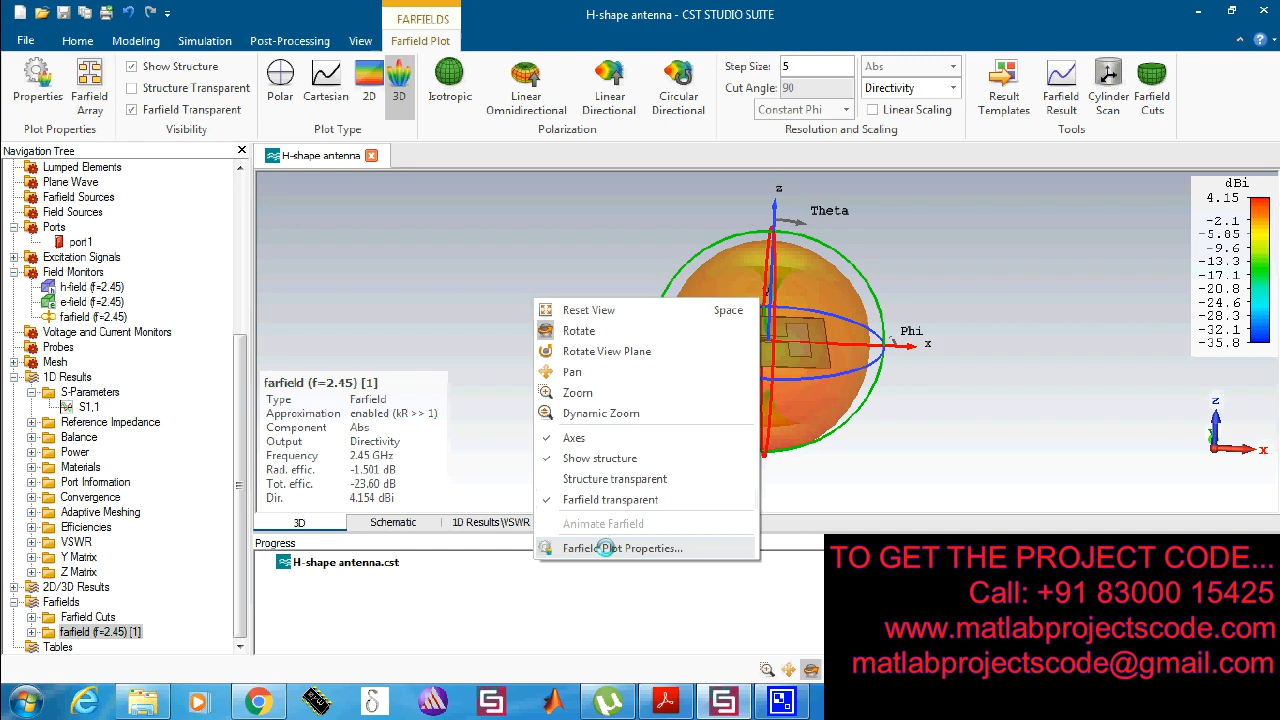 H-shape antenna - CST STUDIO SUITE
FARFIELDS
File
Home
Modeling
Simulation
Post-Processing
View
Farfield Plot
Properties
Farfield Array
Plot Properties
Show Structure
Structure Transparent
Farfield Transparent
Visibility
Polar
Cartesian
2D
3D
Plot Type
Isotropic
Linear Omnidirectional
Linear Directional
Circular Directional
Polarization
Step Size: 5
Cut Angle: 90
Constant Phi
Abs
Directivity
Linear Scaling
Resolution and Scaling
Result Templates
Farfield Result
Cylinder Scan
Farfield Cuts
Tools
Navigation Tree
Lumped Elements
Plane Wave
Farfield Sources
Field Sources
Ports
port1
Excitation Signals
Field Monitors
h-field (f=2.45)
e-field (f=2.45)
farfield (f=2.45)
Voltage and Current Monitors
Probes
Mesh
1D Results
S-Parameters
S1,1
Reference Impedance
Balance
Power
Materials
Port Information
Convergence
Adaptive Meshing
Efficiencies
VSWR
Y Matrix
Z Matrix
2D/3D Results
Farfields
Farfield Cuts
farfield (f=2.45) [1]
Tables
H-shape antenna
z
Theta
Phi
x
dBi
4.15
-2.1
-5.85
-9.6
-13.3
-17.1
-20.8
-24.6
-28.3
-32.1
-35.8
z
x
farfield (f=2.45) [1]
Type Farfield
Approximation enabled (kR >> 1)
Component Abs
Output Directivity
Frequency 2.45 GHz
Rad. effic. -1.501 dB
Tot. effic. -23.60 dB
Dir. 4.154 dBi
Reset View Space
Rotate
Rotate View Plane
Pan
Zoom
Dynamic Zoom
Axes
Show structure
Structure transparent
Farfield transparent
Animate Farfield
Farfield Plot Properties...
3D
Schematic
1D Results\VSWR
Progress
H-shape antenna.cst
TO GET THE PROJECT CODE...
Call: +91 83000 15425
www.matlabprojectscode.com
matlabprojectscode@gmail.com